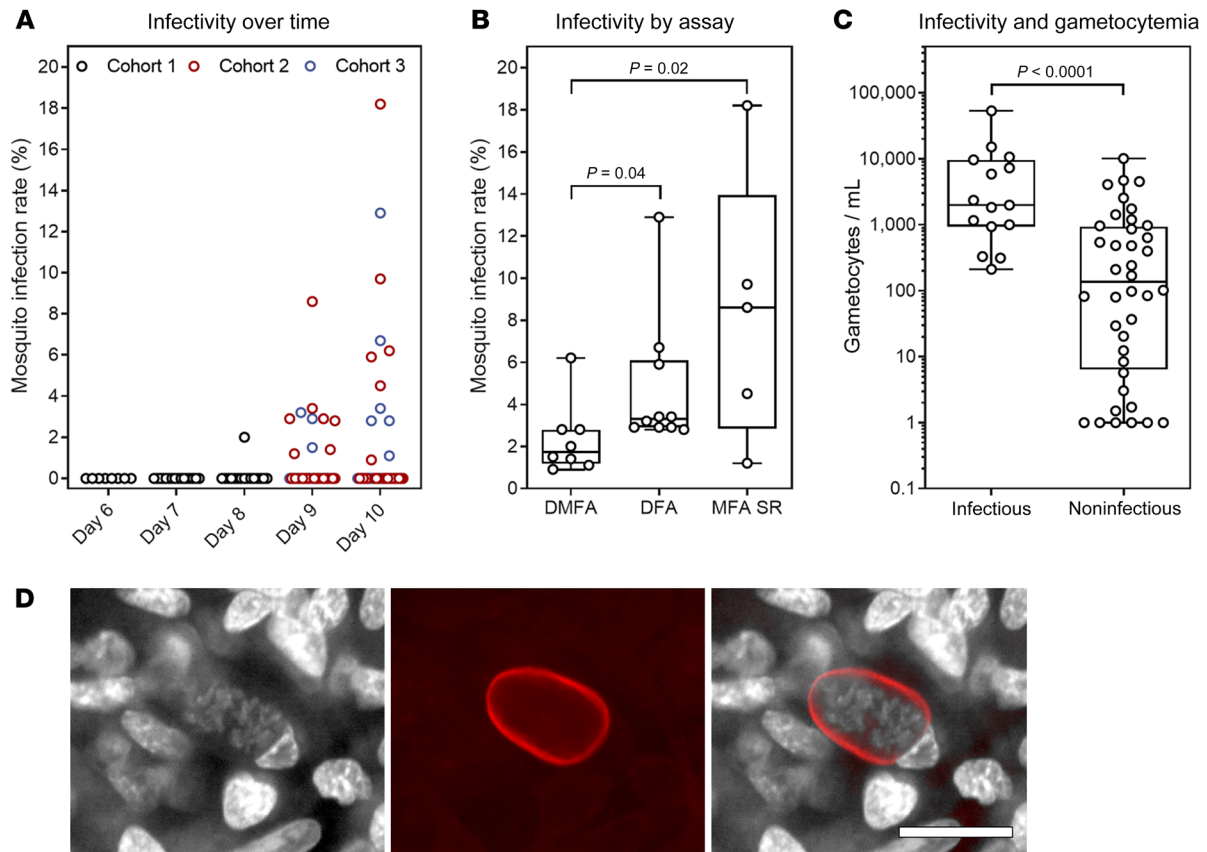 A
Infectivity over time
Cohort 1
Cohort 2
Cohort 3
Mosquito infection rate (%)
20
18
16
14
12
10
8
6
4
2
0
Day 6
Day 7
Day 8
Day 9
Day 10
B
Infectivity by assay
P = 0.02
P = 0.04
Mosquito infection rate (%)
20
18
16
14
12
10
8
6
4
2
0
DMFA
DFA
MFA SR
C
Infectivity and gametocytemia
P < 0.0001
Gametocytes / mL
100,000
10,000
1,000
100
10
1
0.1
Infectious
Noninfectious
D